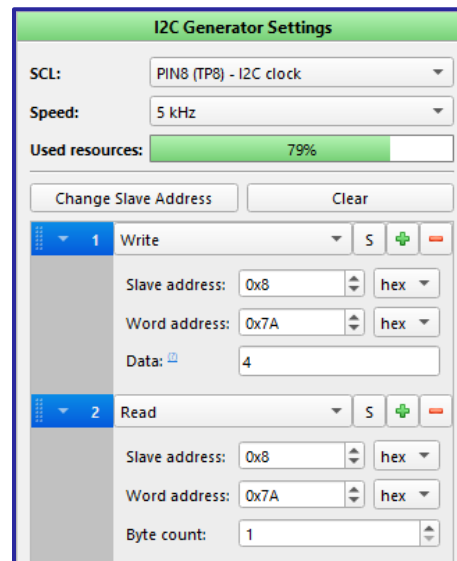 I2C Generator Settings
SCL: PIN8 (TP8) - I2C clock
Speed: 5 kHz
Used resources: 79%
Change Slave Address Clear
1 Write S
Slave address: 0x8 hex
Word address: 0x7A hex
Data: 4
2 Read S
Slave address: 0x8 hex
Word address: 0x7A hex
Byte count: 1